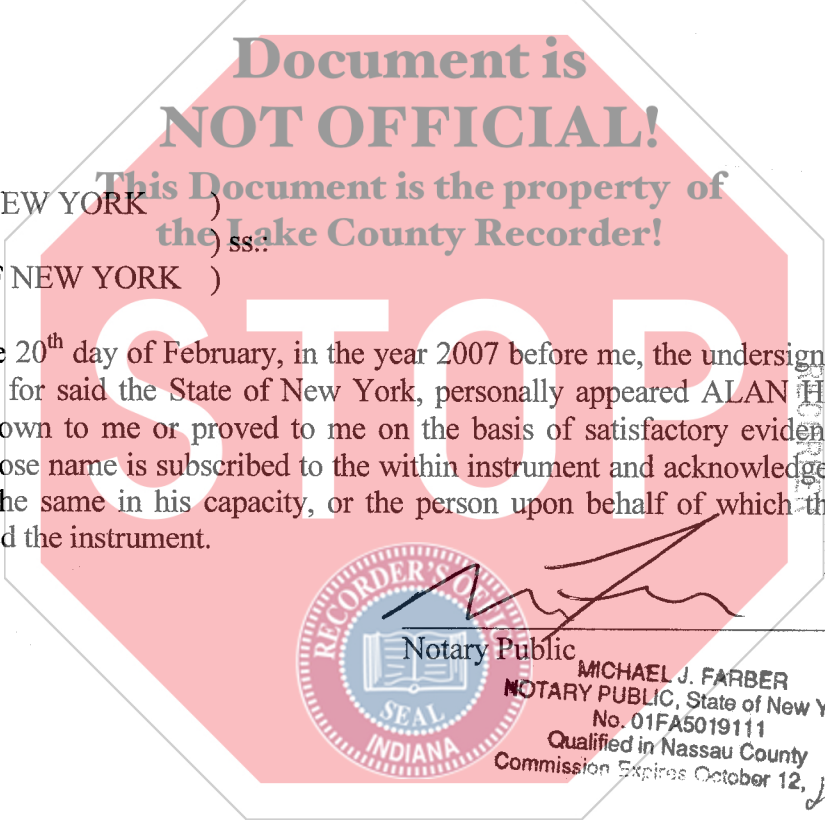 Document is
NOT OFFICIAL!
This Document is the property of
the Lake County Recorder!
EW YORK )
) ss.:
NEW YORK )
STOP
e 20th day of February, in the year 2007 before me, the undersign
for said the State of New York, personally appeared ALAN H
own to me or proved to me on the basis of satisfactory eviden
ose name is subscribed to the within instrument and acknowledge
he same in his capacity, or the person upon behalf of which th
d the instrument.
RECORDER'S OFFICE
SEAL
INDIANA
Notary Public
MICHAEL J. FARBER
NOTARY PUBLIC, State of New Y
No. 01FA5019111
Qualified in Nassau County
Commission Expires October 12,